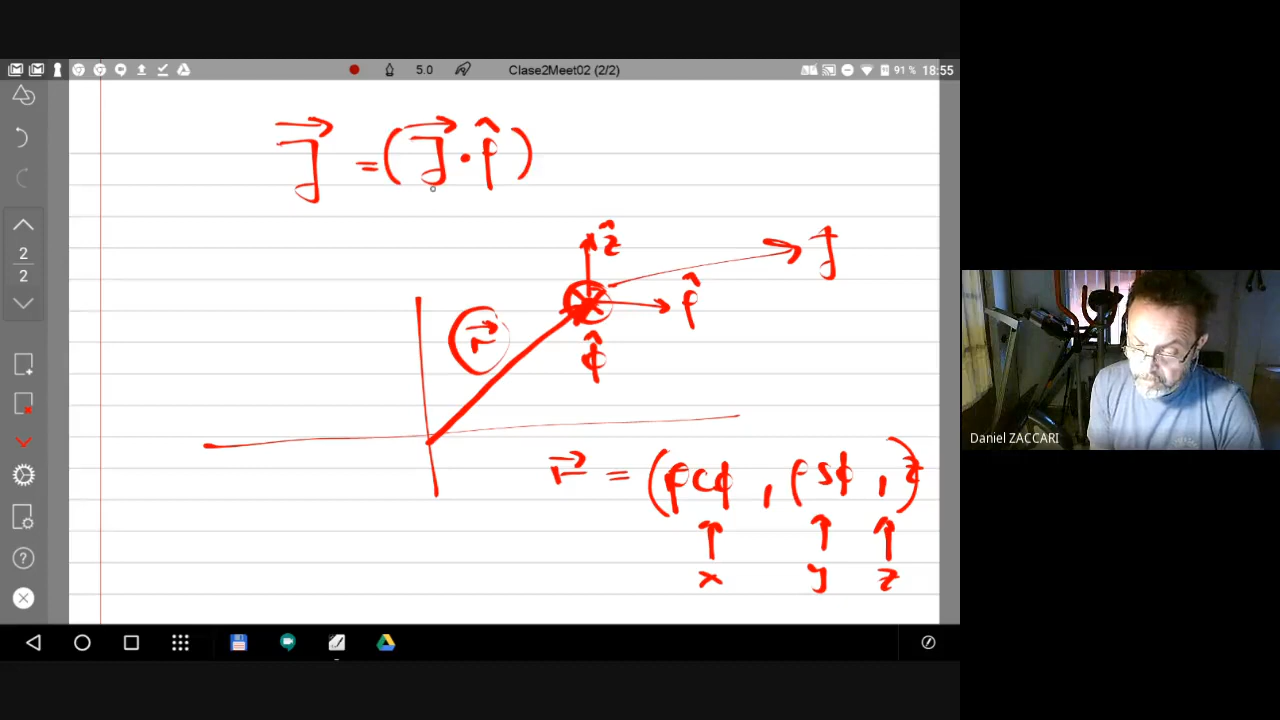 5.0 Clase2Meet02 (2/2) 91 % 18:55
J⃗ = (J⃗ · ρ̂)
ẑ
J⃗
ρ̂
r⃗
φ̂
2
2
Daniel ZACCARI
r⃗ = (ρcφ, ρsφ, z)
x y z